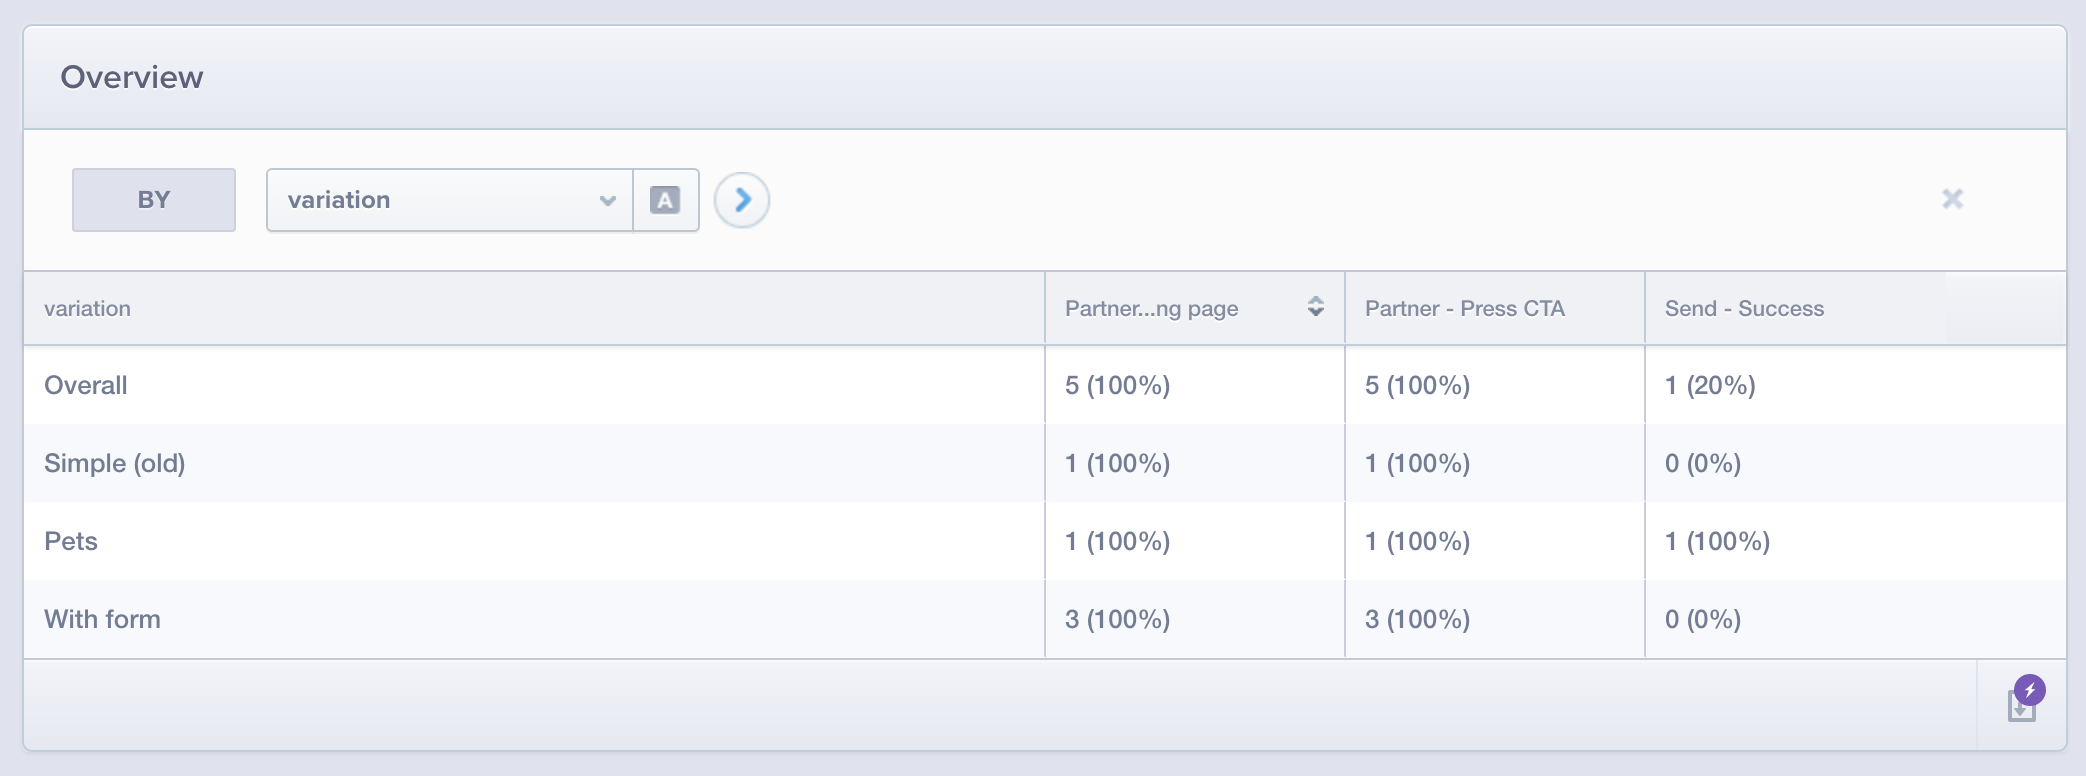 Overview
BY variation A
variation Partner...ng page Partner - Press CTA Send - Success
Overall 5 (100%) 5 (100%) 1 (20%)
Simple (old) 1 (100%) 1 (100%) 0 (0%)
Pets 1 (100%) 1 (100%) 1 (100%)
With form 3 (100%) 3 (100%) 0 (0%)